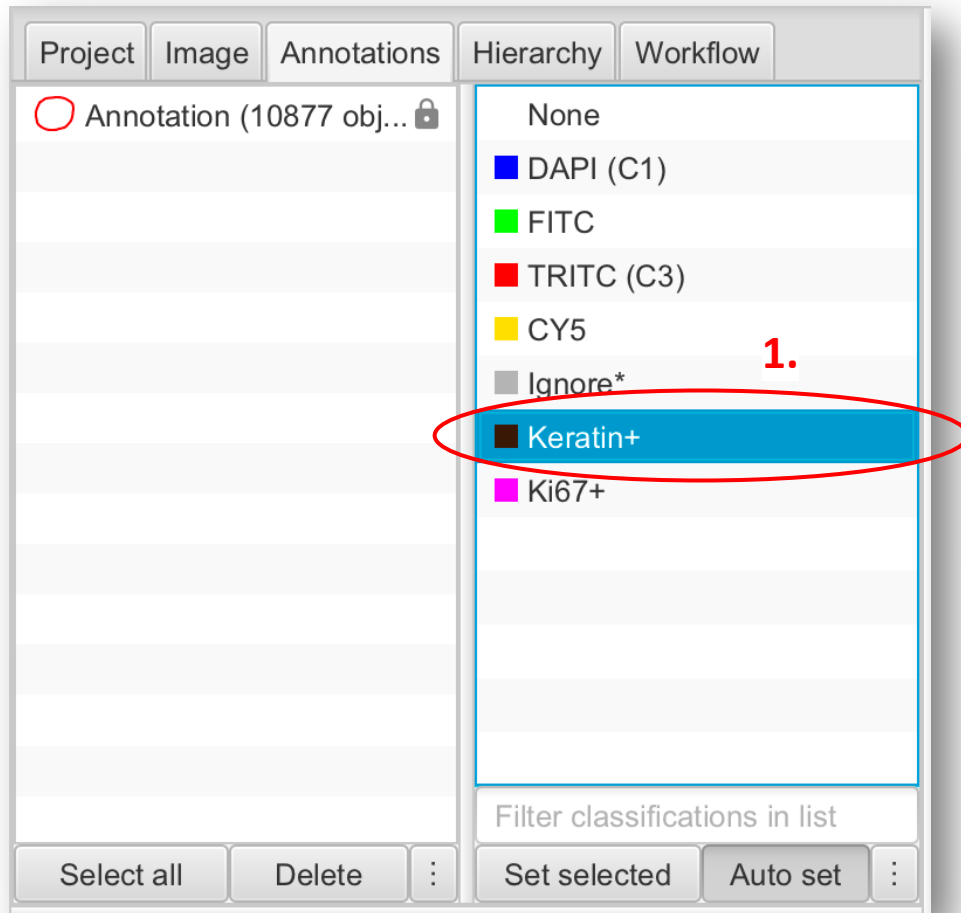 Project Image Annotations Hierarchy Workflow
Annotation (10877 obj...
None
DAPI (C1)
FITC
TRITC (C3)
CY5
1.
Ignore*
Keratin+
Ki67+
Filter classifications in list
Select all Delete ⋮ Set selected Auto set ⋮